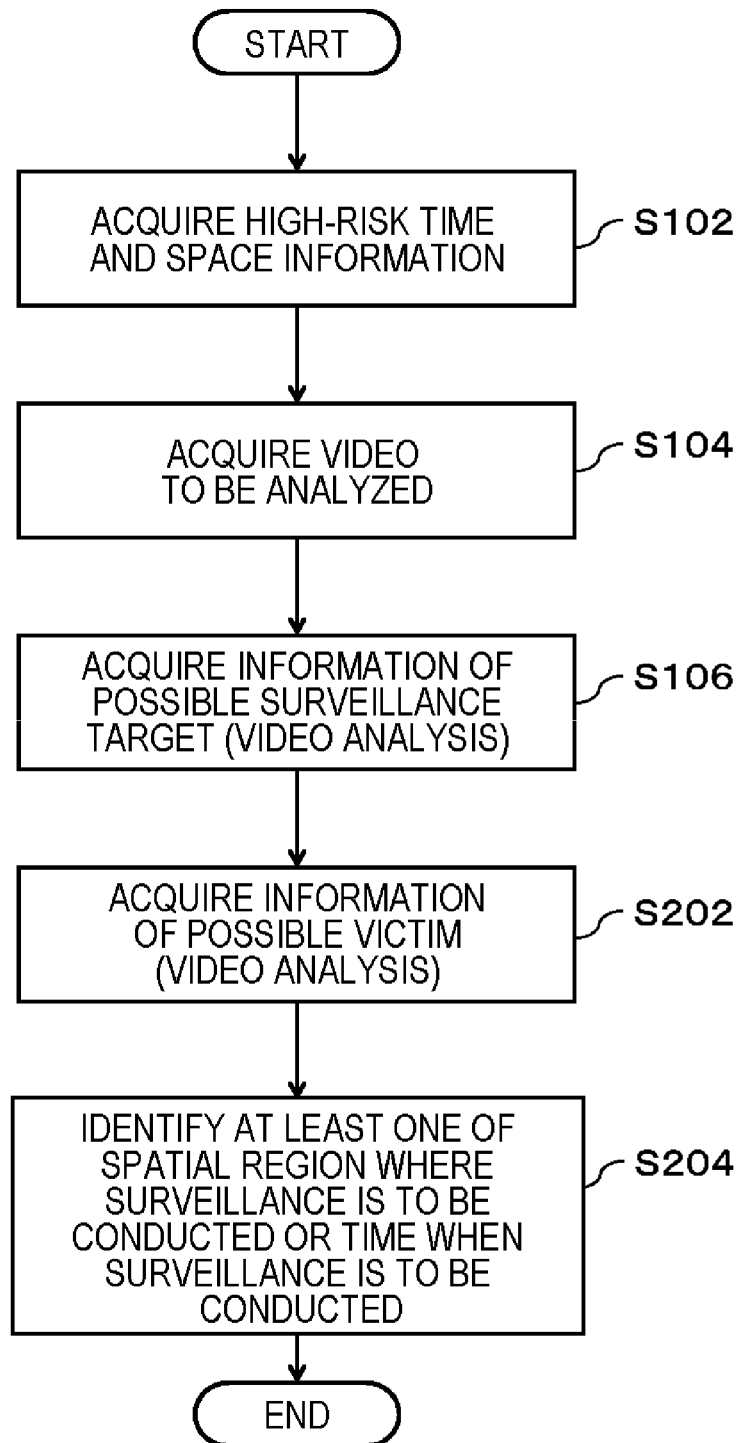 START
ACQUIRE HIGH-RISK TIME
AND SPACE INFORMATION
S102
ACQUIRE VIDEO
TO BE ANALYZED
S104
ACQUIRE INFORMATION OF
POSSIBLE SURVEILLANCE
TARGET (VIDEO ANALYSIS)
S106
ACQUIRE INFORMATION
OF POSSIBLE VICTIM
(VIDEO ANALYSIS)
S202
IDENTIFY AT LEAST ONE OF
SPATIAL REGION WHERE
SURVEILLANCE IS TO BE
CONDUCTED OR TIME WHEN
SURVEILLANCE IS TO BE
CONDUCTED
S204
END